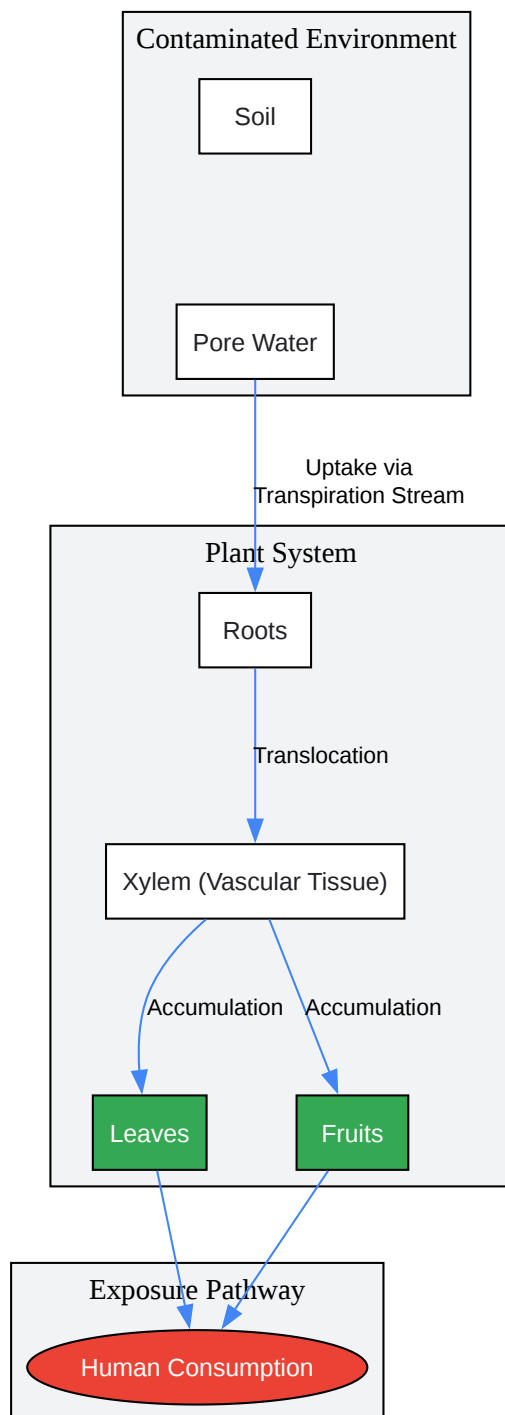 Contaminated Environment
Soil
Pore Water
Uptake via
Transpiration Stream
Plant System
Roots
Translocation
Xylem (Vascular Tissue)
Accumulation
Accumulation
Leaves
Fruits
Exposure Pathway
Human Consumption